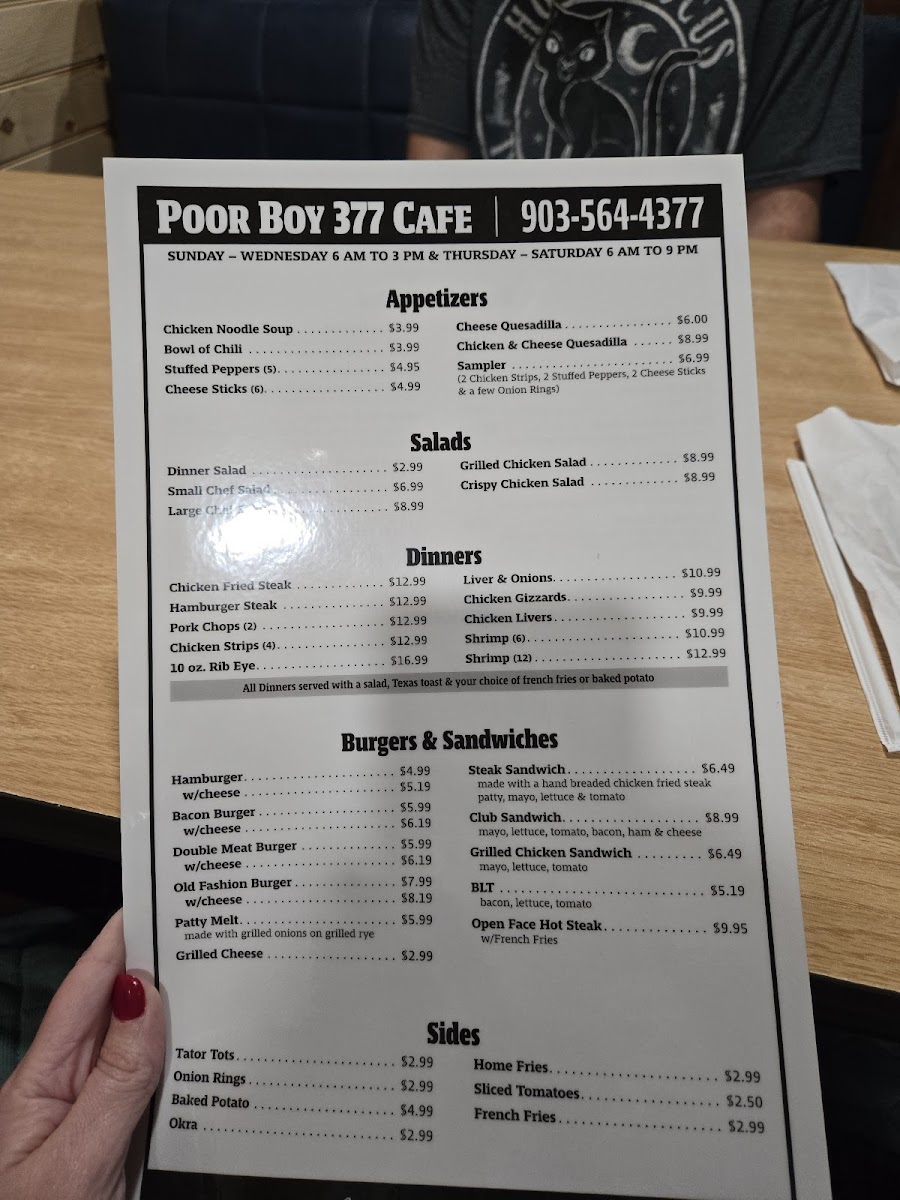 HO CUS
POOR BOY 377 CAFE | 903-564-4377
SUNDAY – WEDNESDAY 6 AM TO 3 PM & THURSDAY – SATURDAY 6 AM TO 9 PM
Appetizers
Chicken Noodle Soup ............ $3.99
Bowl of Chili .................... $3.99
Stuffed Peppers (5)............... $4.95
Cheese Sticks (6)................. $4.99
Cheese Quesadilla ................ $6.00
Chicken & Cheese Quesadilla ...... $8.99
Sampler ........................ $6.99
(2 Chicken Strips, 2 Stuffed Peppers, 2 Cheese Sticks
& a few Onion Rings)
Salads
Dinner Salad .................... $2.99
Small Chef Salad ................. $6.99
Large Chef ................. $8.99
Grilled Chicken Salad ............. $8.99
Crispy Chicken Salad ............. $8.99
Dinners
Chicken Fried Steak ............. $12.99
Hamburger Steak ............... $12.99
Pork Chops (2) .................. $12.99
Chicken Strips (4)................ $12.99
10 oz. Rib Eye................... $16.99
Liver & Onions.................. $10.99
Chicken Gizzards................. $9.99
Chicken Livers................... $9.99
Shrimp (6)...................... $10.99
Shrimp (12)..................... $12.99
All Dinners served with a salad, Texas toast & your choice of french fries or baked potato
Burgers & Sandwiches
Hamburger...................... $4.99
w/cheese ...................... $5.19
Bacon Burger .................... $5.99
w/cheese ...................... $6.19
Double Meat Burger .............. $5.99
w/cheese ...................... $6.19
Old Fashion Burger ............... $7.99
w/cheese ...................... $8.19
Patty Melt....................... $5.99
made with grilled onions on grilled rye
Grilled Cheese ................... $2.99
Steak Sandwich................... $6.49
made with a hand breaded chicken fried steak
patty, mayo, lettuce & tomato
Club Sandwich.................... $8.99
mayo, lettuce, tomato, bacon, ham & cheese
Grilled Chicken Sandwich ......... $6.49
mayo, lettuce, tomato
BLT ............................ $5.19
bacon, lettuce, tomato
Open Face Hot Steak............... $9.95
w/French Fries
Sides
Tator Tots....................... $2.99
Onion Rings..................... $2.99
Baked Potato .................... $4.99
Okra ........................... $2.99
Home Fries....................... $2.99
Sliced Tomatoes................... $2.50
French Fries...................... $2.99